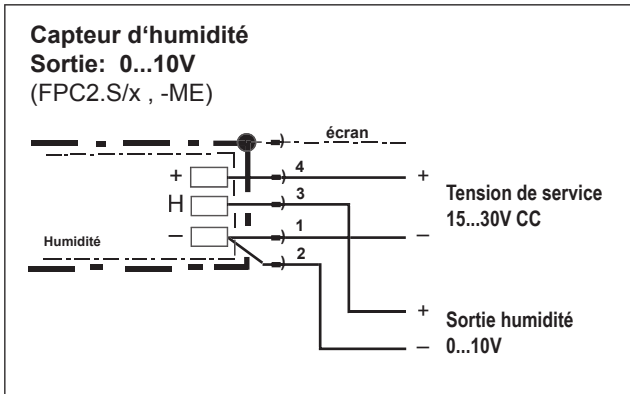 Capteur d‘humidité
Sortie: 0...10V
(FPC2.S/x , -ME)
écran
+ 4 +
H 3
Tension de service
15...30V CC
– 1 –
Humidité
2
+
Sortie humidité
– 0...10V